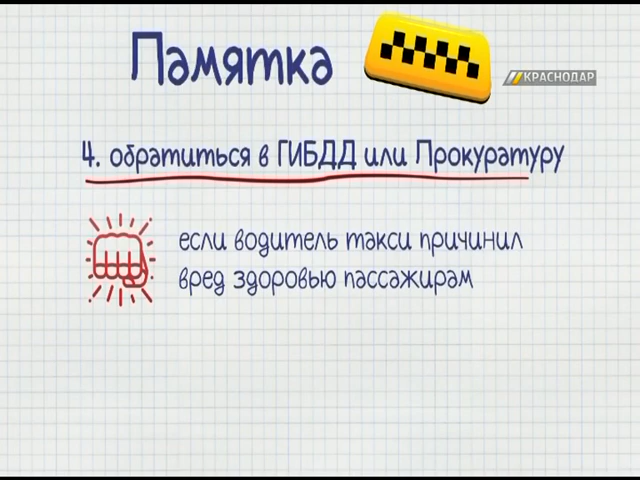 Памятка
КРАСНОДАР
4. обратиться в ГИБДД или Прокуратуру
если водитель такси причинил
вред здоровью пассажирам